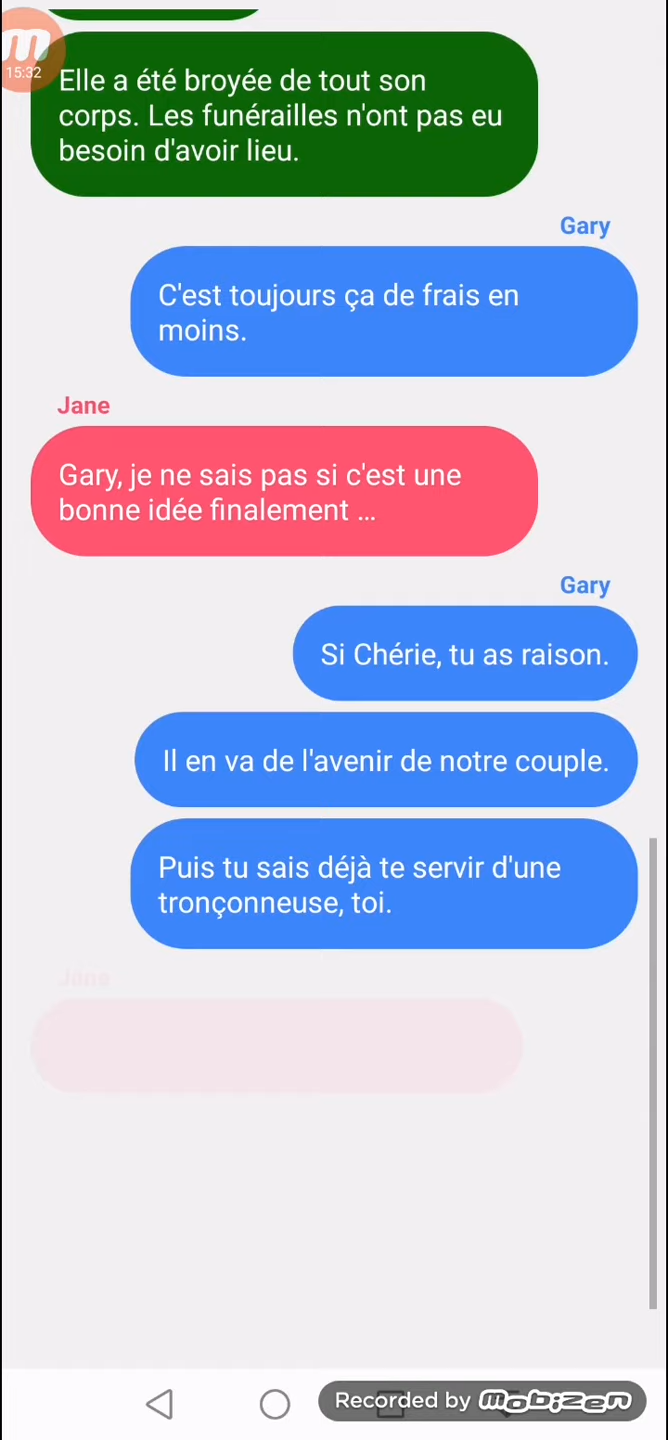 15:32
Elle a été broyée de tout son
corps. Les funérailles n'ont pas eu
besoin d'avoir lieu.
Gary
C'est toujours ça de frais en
moins.
Jane
Gary, je ne sais pas si c'est une
bonne idée finalement ...
Gary
Si Chérie, tu as raison.
Il en va de l'avenir de notre couple.
Puis tu sais déjà te servir d'une
tronçonneuse, toi.
Jane
Recorded by mobizen